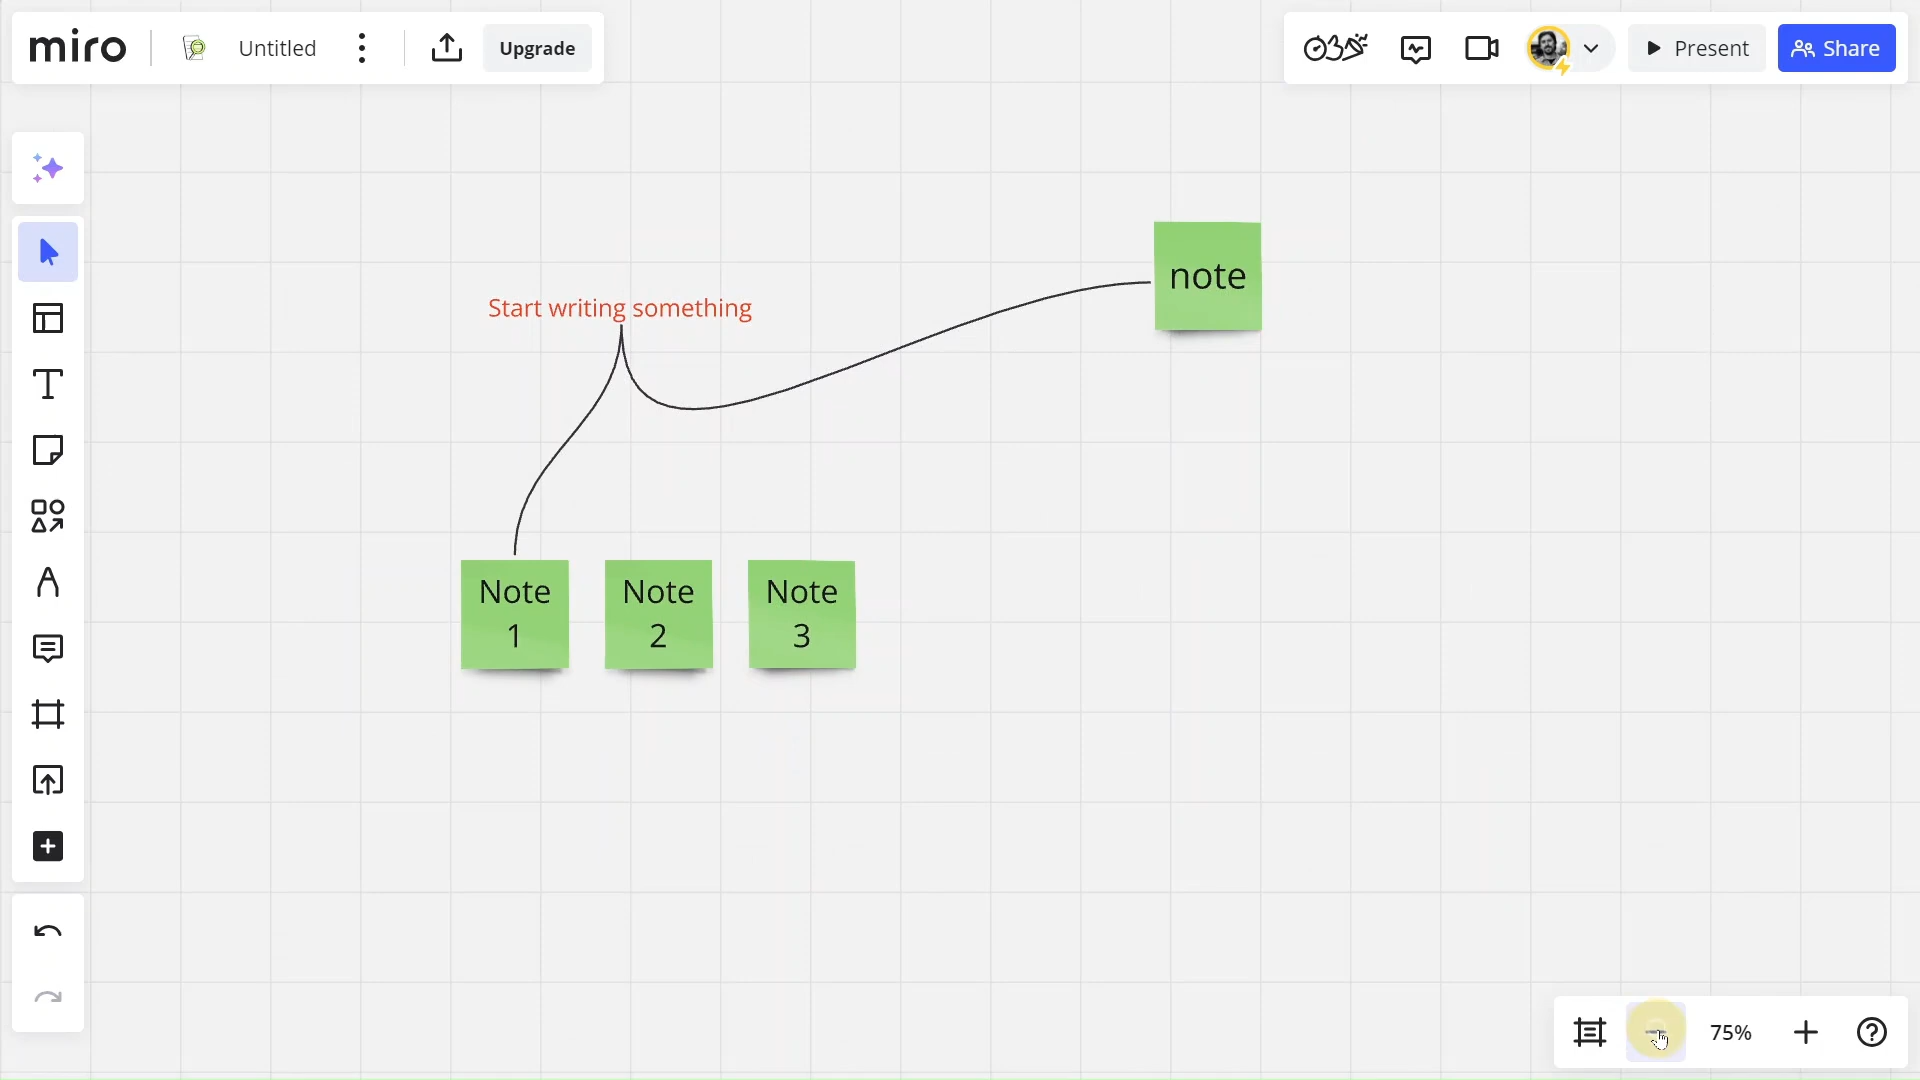 miro
Untitled
Upgrade
Present
Share
note
Start writing something
Note
1
Note
2
Note
3
75%